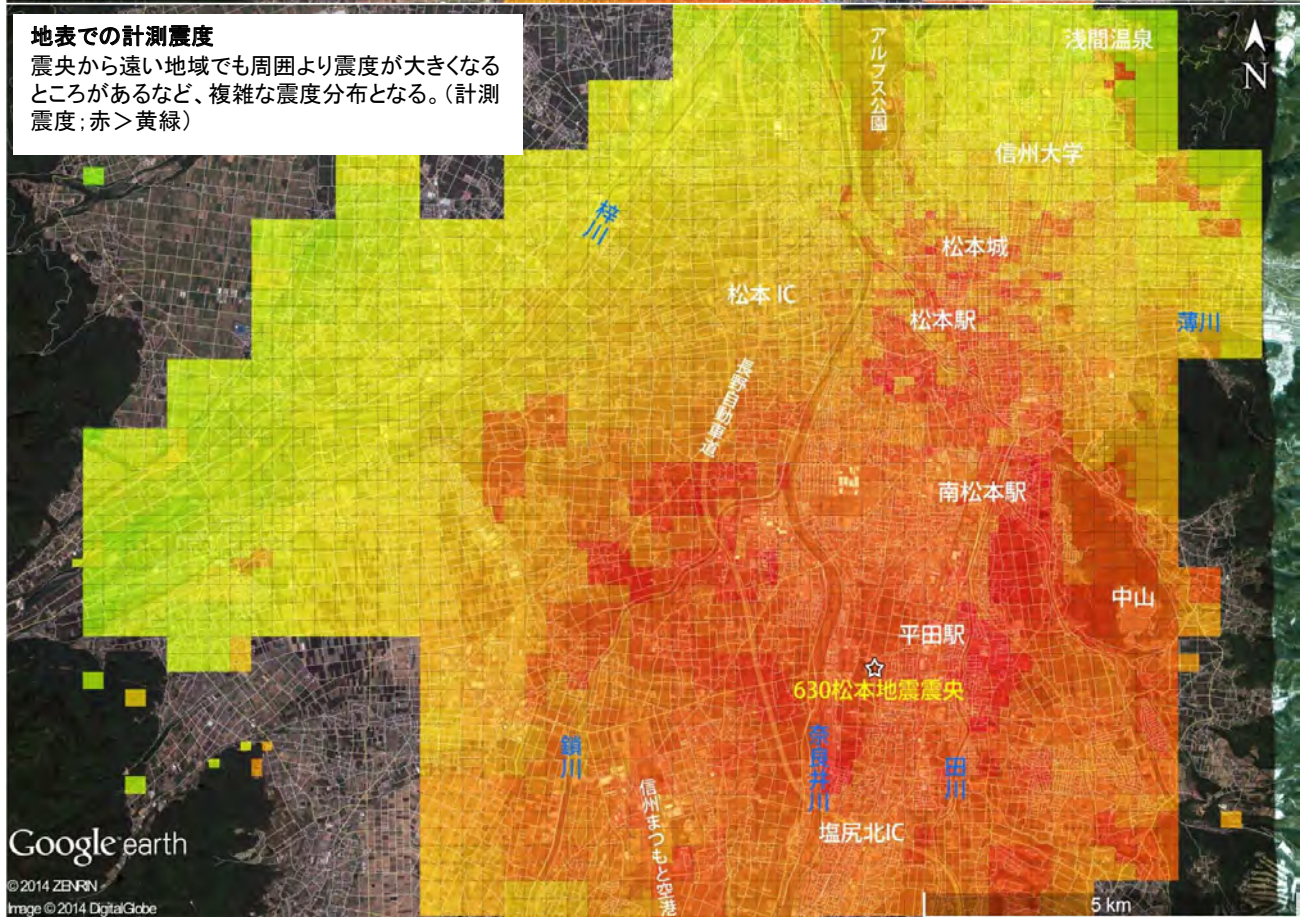 地表での計測震度
震央から遠い地域でも周囲より震度が大きくなる
ところがあるなど、複雑な震度分布となる。(計測
震度;赤>黄緑)
アルプス公園
浅間温泉
N
信州大学
梓川
松本城
松本IC
松本駅
薄川
長野自動車道
南松本駅
中山
平田駅
630松本地震震央
鎖川
奈良井川
田川
信州まつもと空港
塩尻北IC
Google earth
© 2014 ZENRIN
Image © 2014 DigitalGlobe
5 km